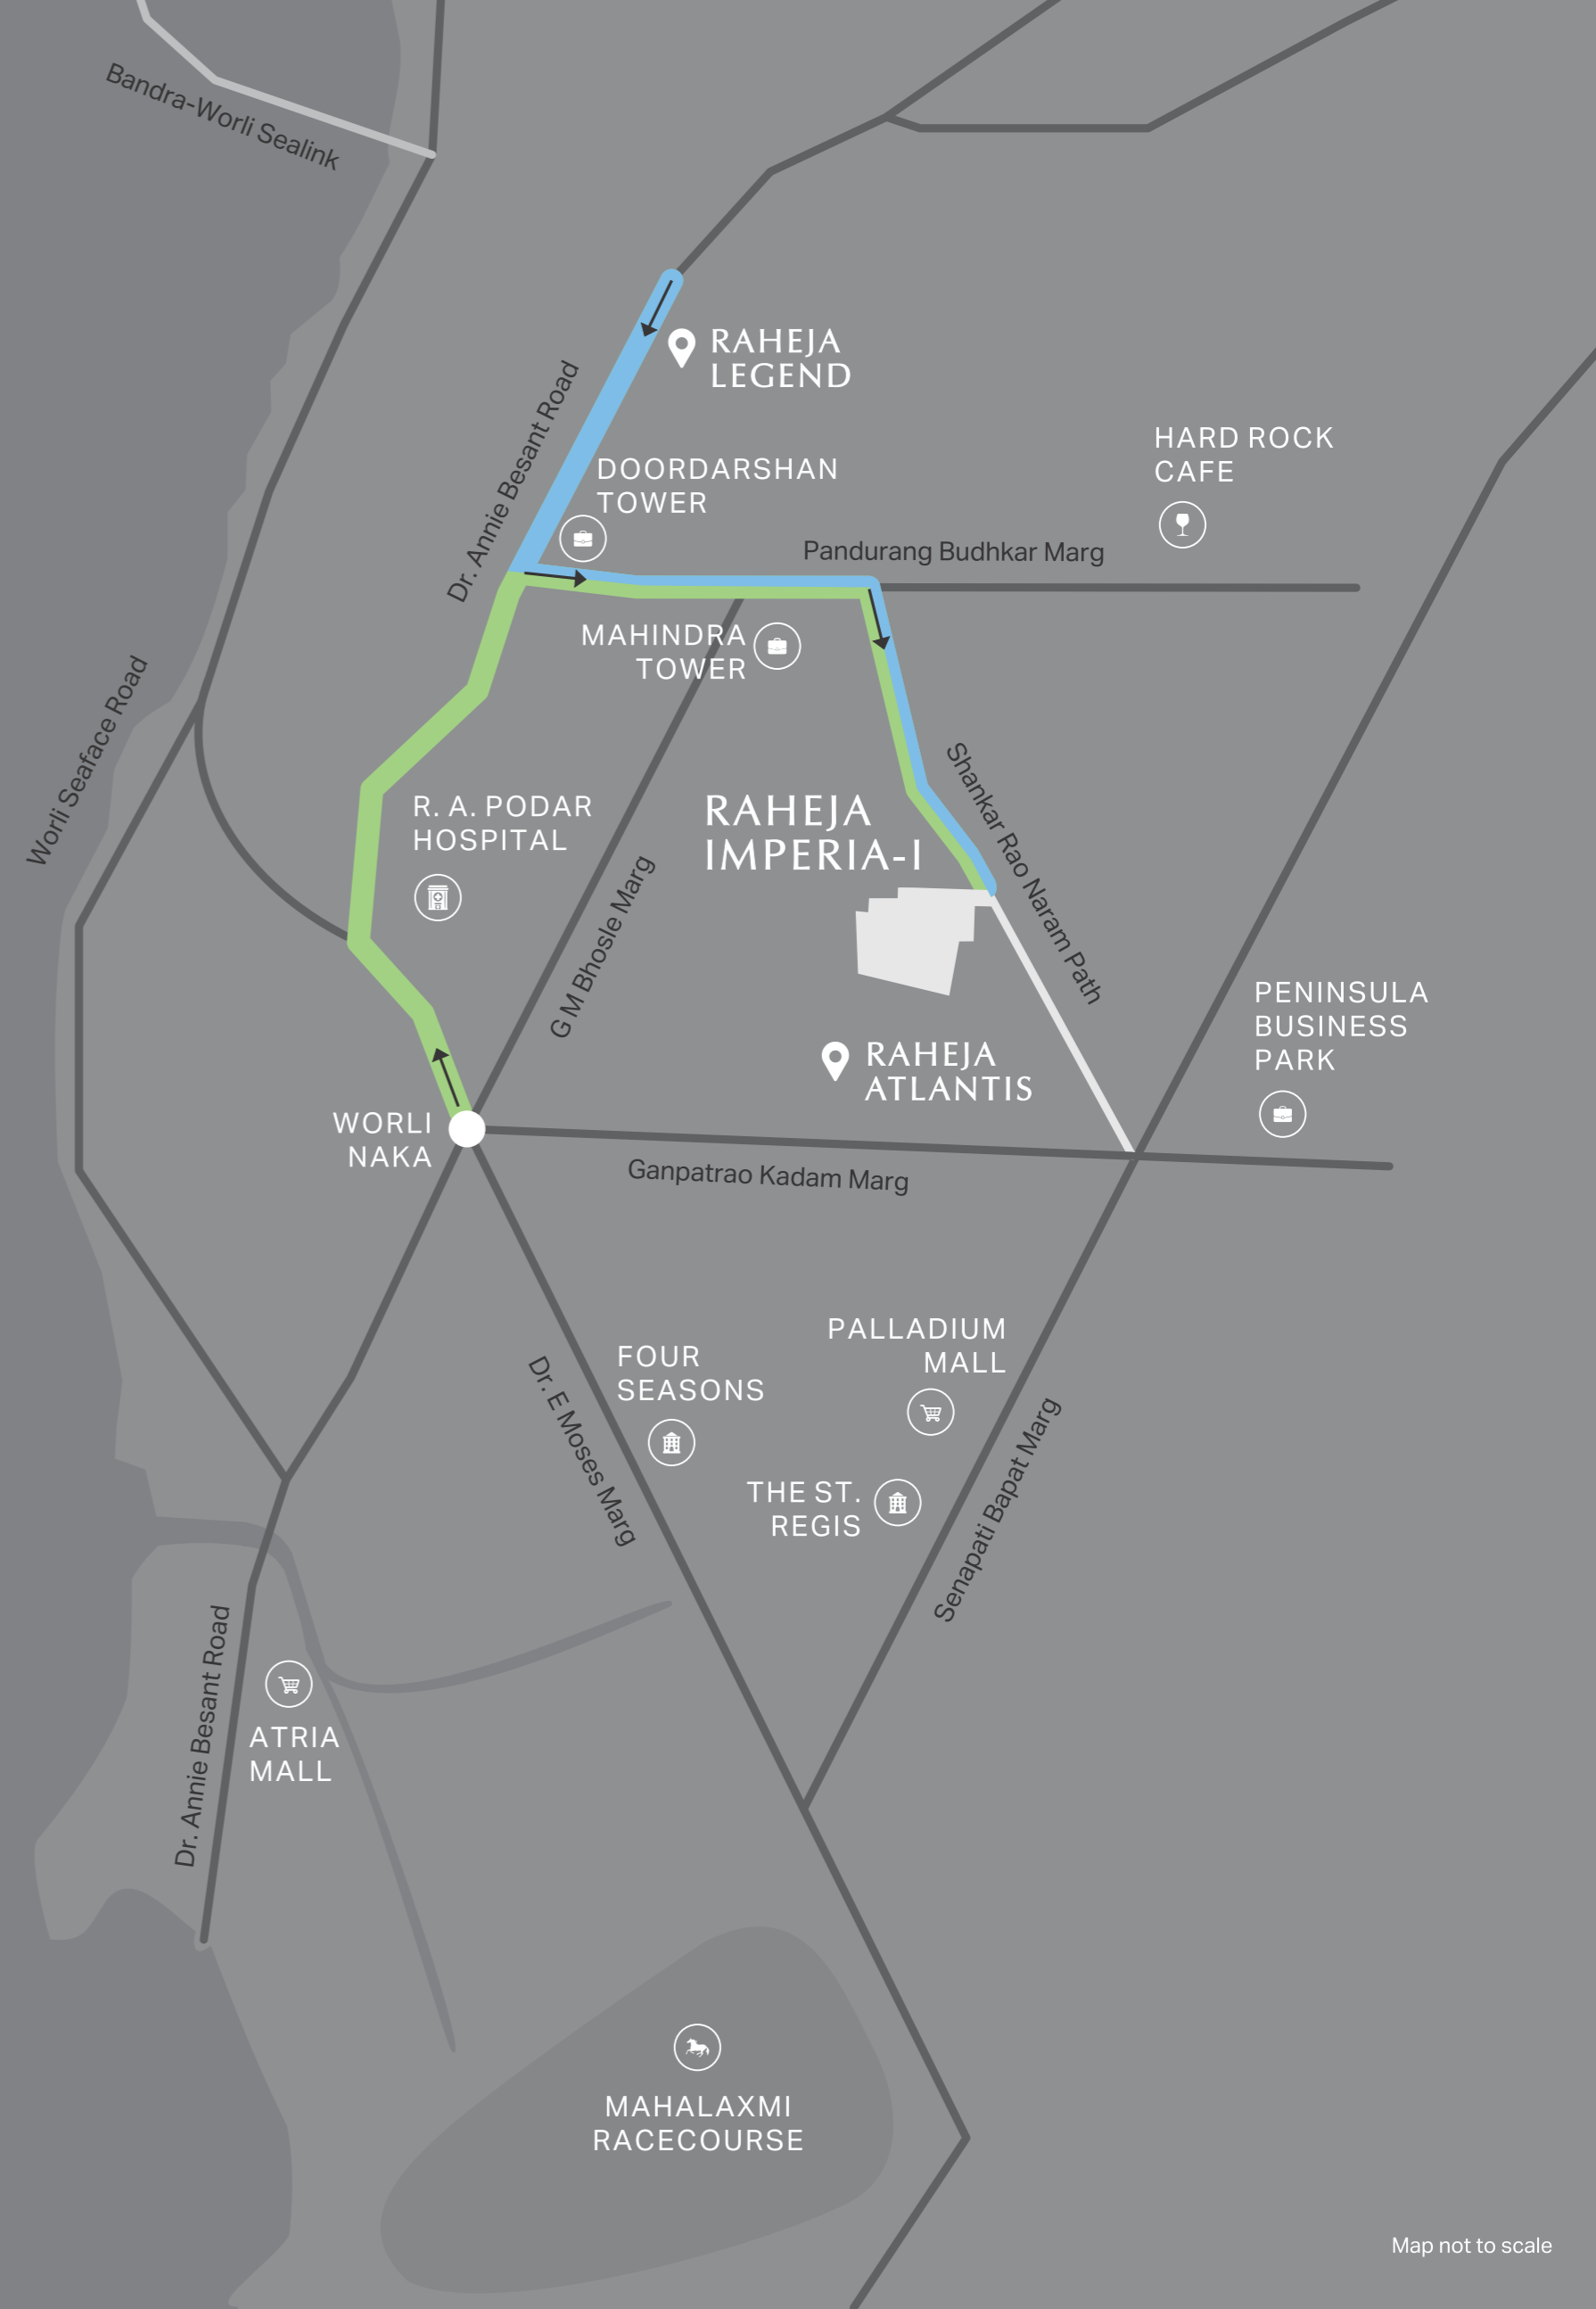 Bandra-Worli Sealink
RAHEJA
LEGEND
Dr. Annie Besant Road
DOORDARSHAN
TOWER
HARD ROCK
CAFE
Pandurang Budhkar Marg
MAHINDRA
TOWER
Worli Seaface Road
R. A. PODAR
HOSPITAL
RAHEJA
IMPERIA-I
Shankar Rao Naram Path
G M Bhosle Marg
PENINSULA
BUSINESS
PARK
RAHEJA
ATLANTIS
WORLI
NAKA
Ganpatrao Kadam Marg
PALLADIUM
MALL
FOUR
SEASONS
Dr. E Moses Marg
THE ST.
REGIS
Senapati Bapat Marg
Dr. Annie Besant Road
ATRIA
MALL
MAHALAXMI
RACECOURSE
Map not to scale